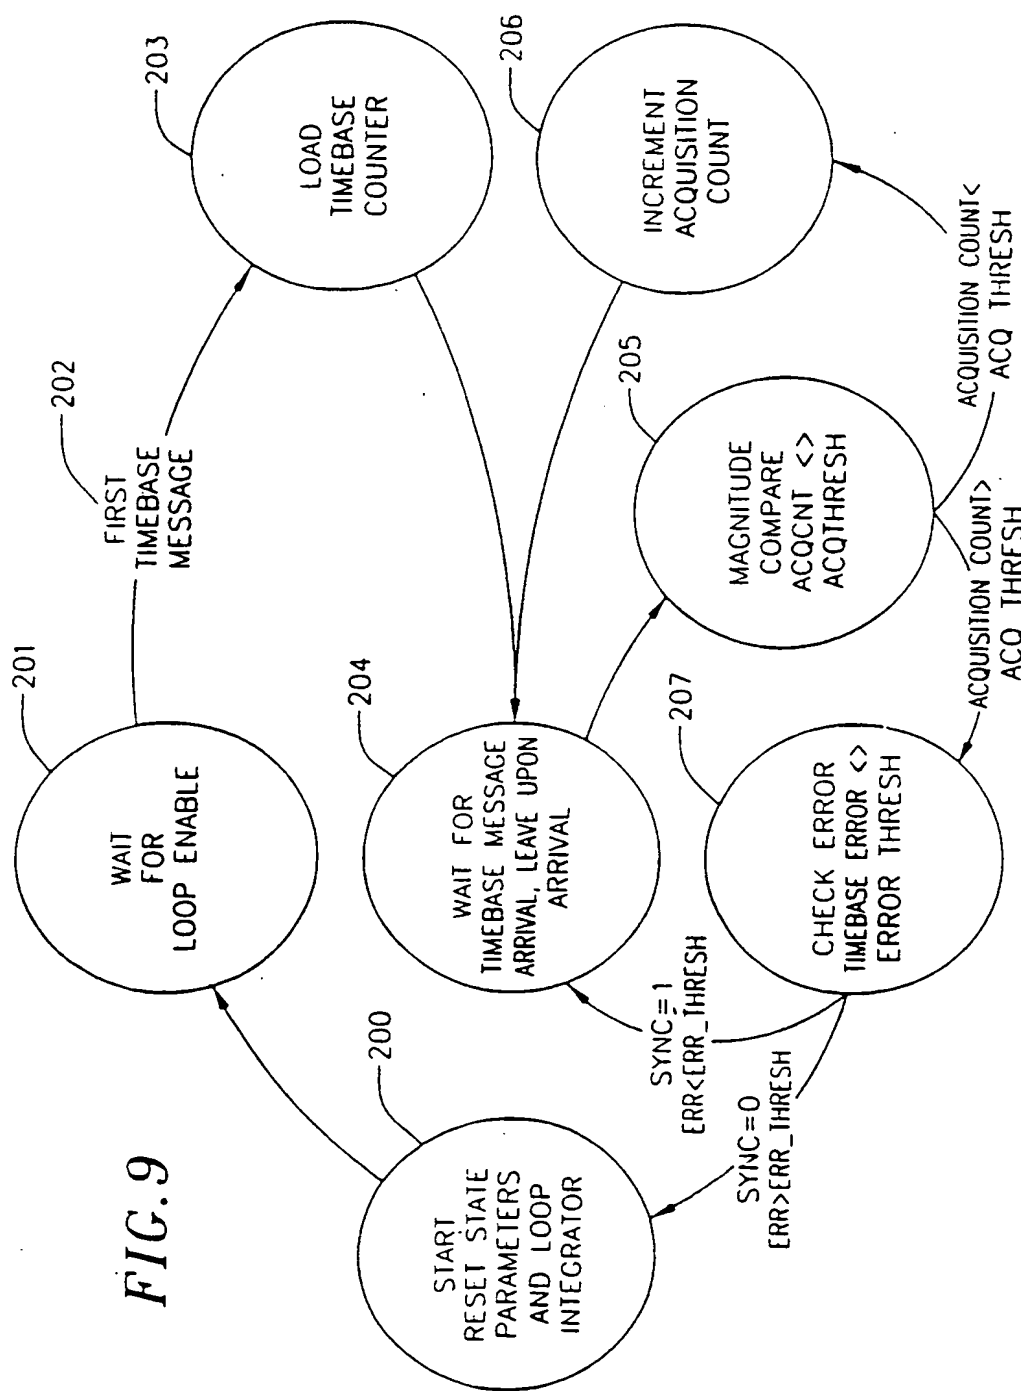 FIG.9
START
RESET STATE
PARAMETERS
AND LOOP
INTEGRATOR
200
WAIT
FOR
LOOP ENABLE
201
FIRST
TIMEBASE
MESSAGE
202
LOAD
TIMEBASE
COUNTER
203
WAIT FOR
TIMEBASE MESSAGE
ARRIVAL, LEAVE UPON
ARRIVAL
204
MAGNITUDE
COMPARE
ACQCNT <>
ACQTHRESH
205
INCREMENT
ACQUISITION
COUNT
206
CHECK ERROR
TIMEBASE ERROR <>
ERROR THRESH
207
SYNC=1
ERR<ERR_THRESH
SYNC=0
ERR>ERR_THRESH
ACQUISITION COUNT>
ACQ THRESH
ACQUISITION COUNT<
ACQ THRESH